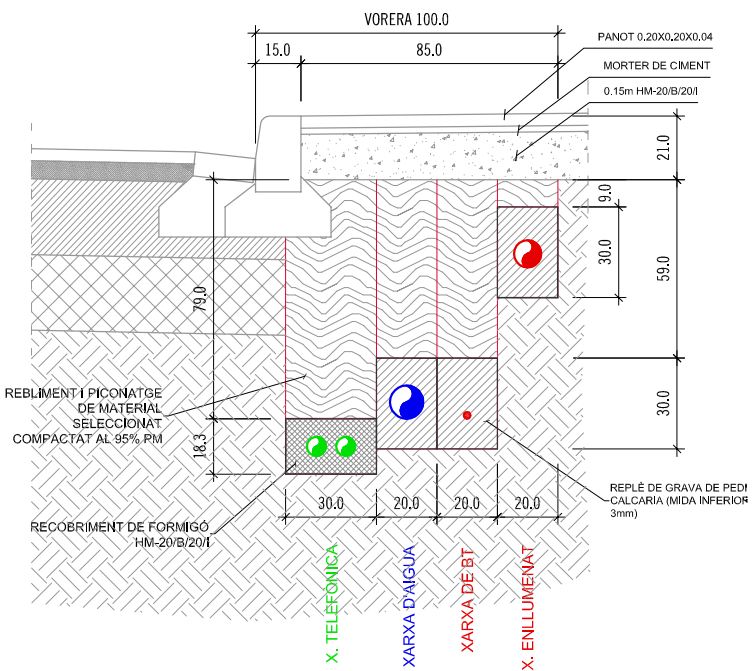 VORERA 100.0
15.0
85.0
PANOT 0.20X0.20X0.04
MORTER DE CIMENT
0.15m HM-20/B/20/I
21.0
9.0
30.0
59.0
79.0
30.0
18.3
REBLIMENT I PICONATGE
DE MATERIAL
SELECCIONAT
COMPACTAT AL 95% PM
RECOBRIMENT DE FORMIGÓ
HM-20/B/20/I
REPLÈ DE GRAVA DE PEDR
CALCARIA (MIDA INFERIOR
3mm)
30.0
20.0
20.0
20.0
X. TELEFÒNICA
XARXA D'AIGUA
XARXA DE BT
X. ENLLUMENAT